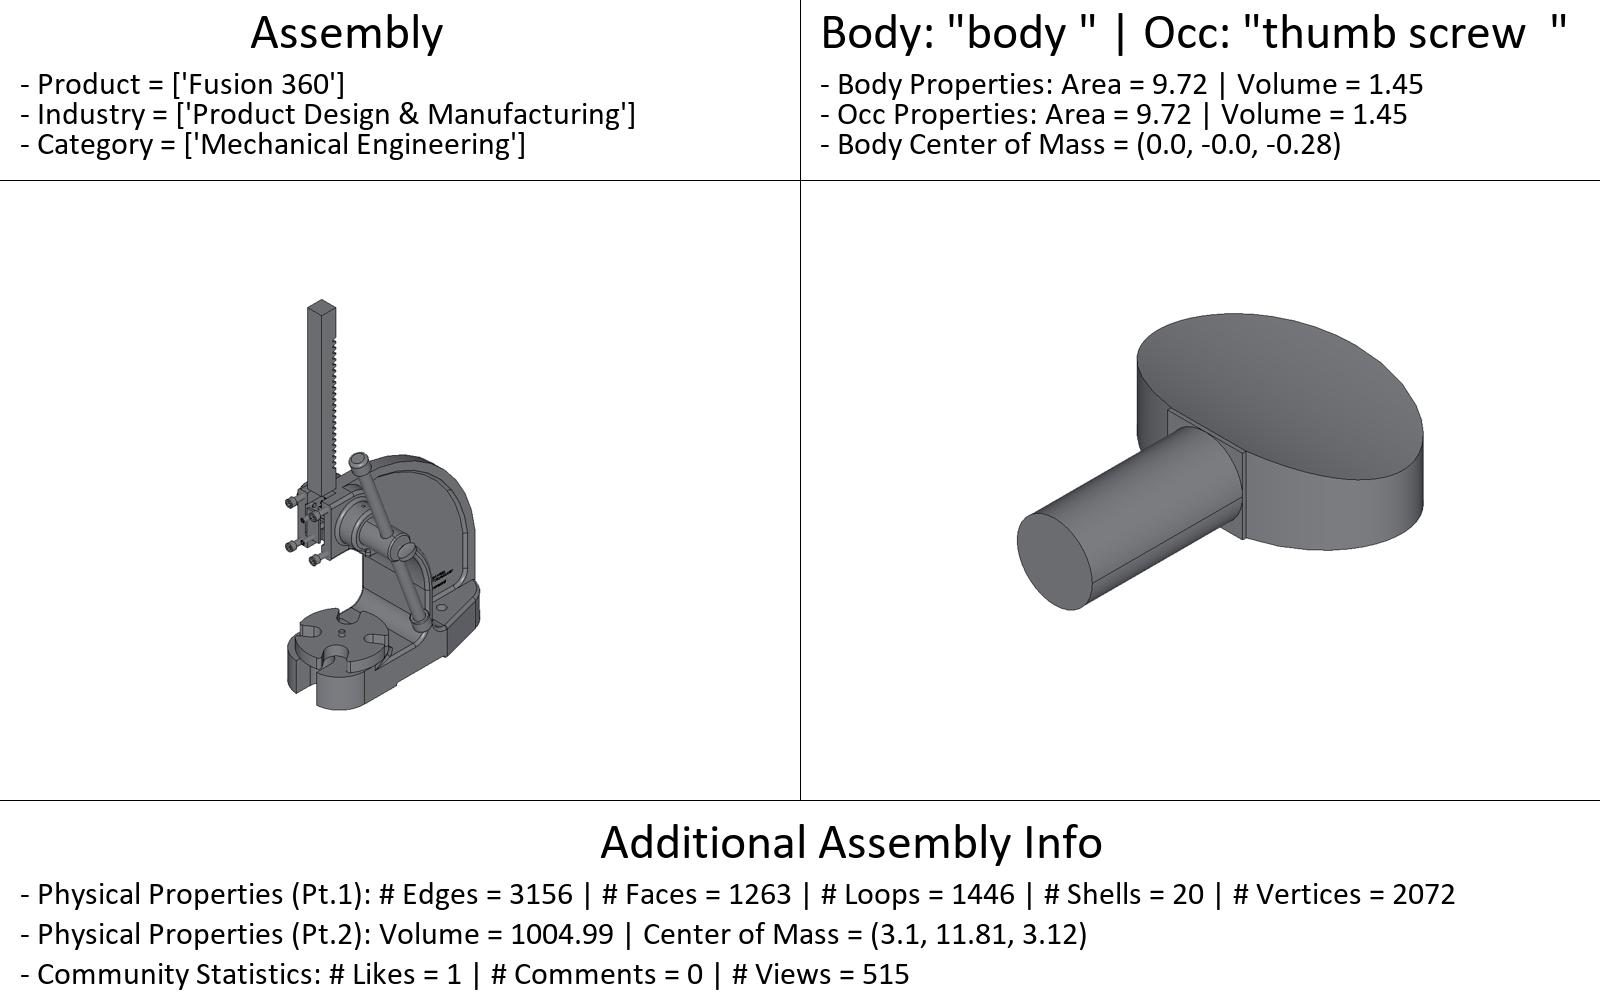 Assembly
- Product = ['Fusion 360']
- Industry = ['Product Design & Manufacturing']
- Category = ['Mechanical Engineering']
Body: "body " | Occ: "thumb screw  "
- Body Properties: Area = 9.72 | Volume = 1.45
- Occ Properties: Area = 9.72 | Volume = 1.45
- Body Center of Mass = (0.0, -0.0, -0.28)
Additional Assembly Info
- Physical Properties (Pt.1): # Edges = 3156 | # Faces = 1263 | # Loops = 1446 | # Shells = 20 | # Vertices = 2072
- Physical Properties (Pt.2): Volume = 1004.99 | Center of Mass = (3.1, 11.81, 3.12)
- Community Statistics: # Likes = 1 | # Comments = 0 | # Views = 515